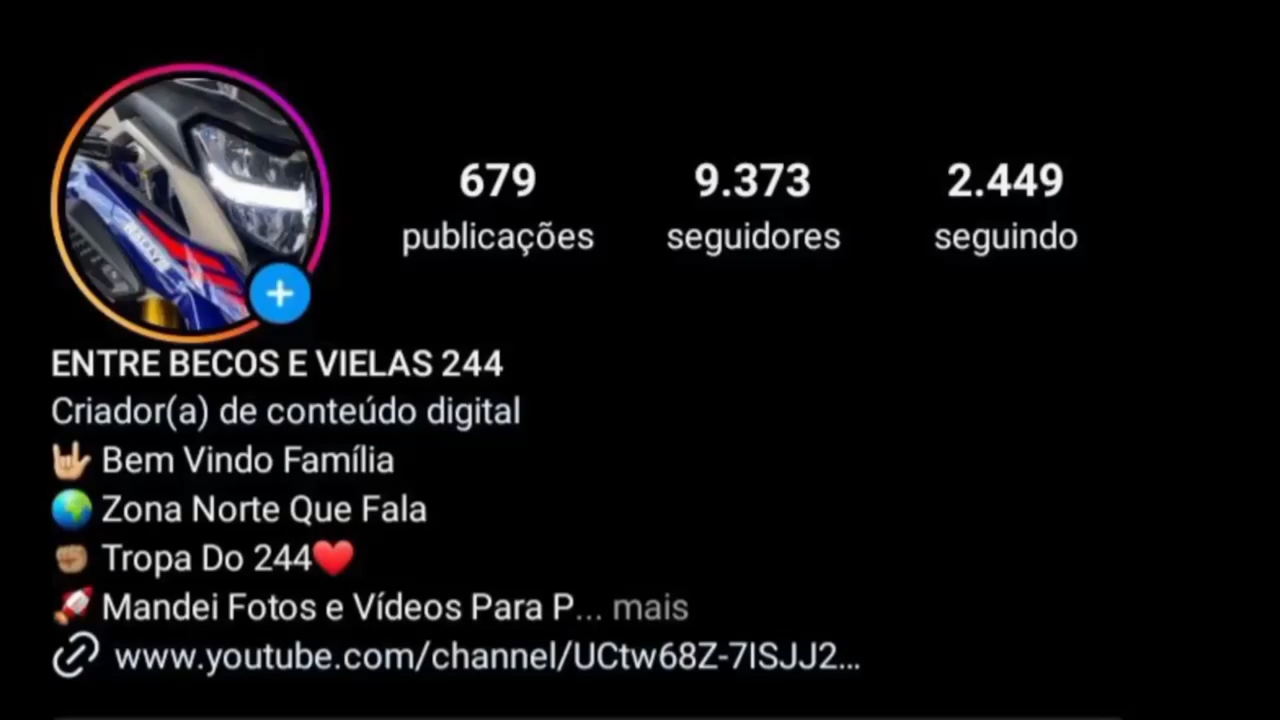 679
9.373
2.449
publicações
seguidores
seguindo
ENTRE BECOS E VIELAS 244
Criador(a) de conteúdo digital
🤟🏼 Bem Vindo Família
🌍 Zona Norte Que Fala
✊🏽 Tropa Do 244❤️
🚀 Mandei Fotos e Vídeos Para P... mais
www.youtube.com/channel/UCtw68Z-7ISJJ2...